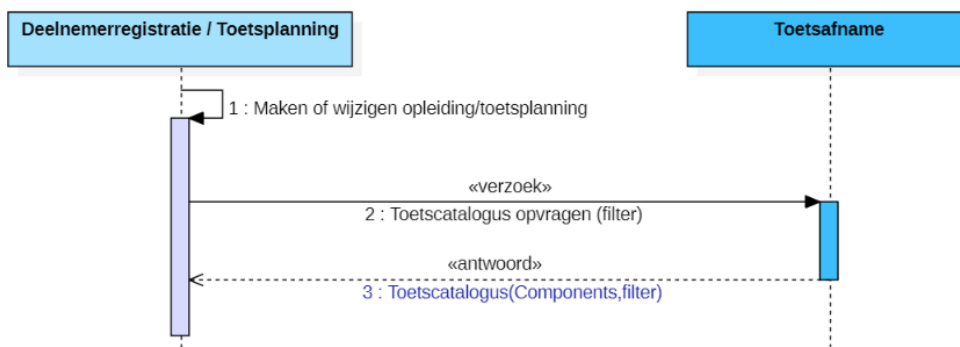 Deelnemerregistratie / Toetsplanning
Toetsafname
1 : Maken of wijzigen opleiding/toetsplanning
«verzoek»
2 : Toetscatalogus opvragen (filter)
«antwoord»
3 : Toetscatalogus(Components,filter)